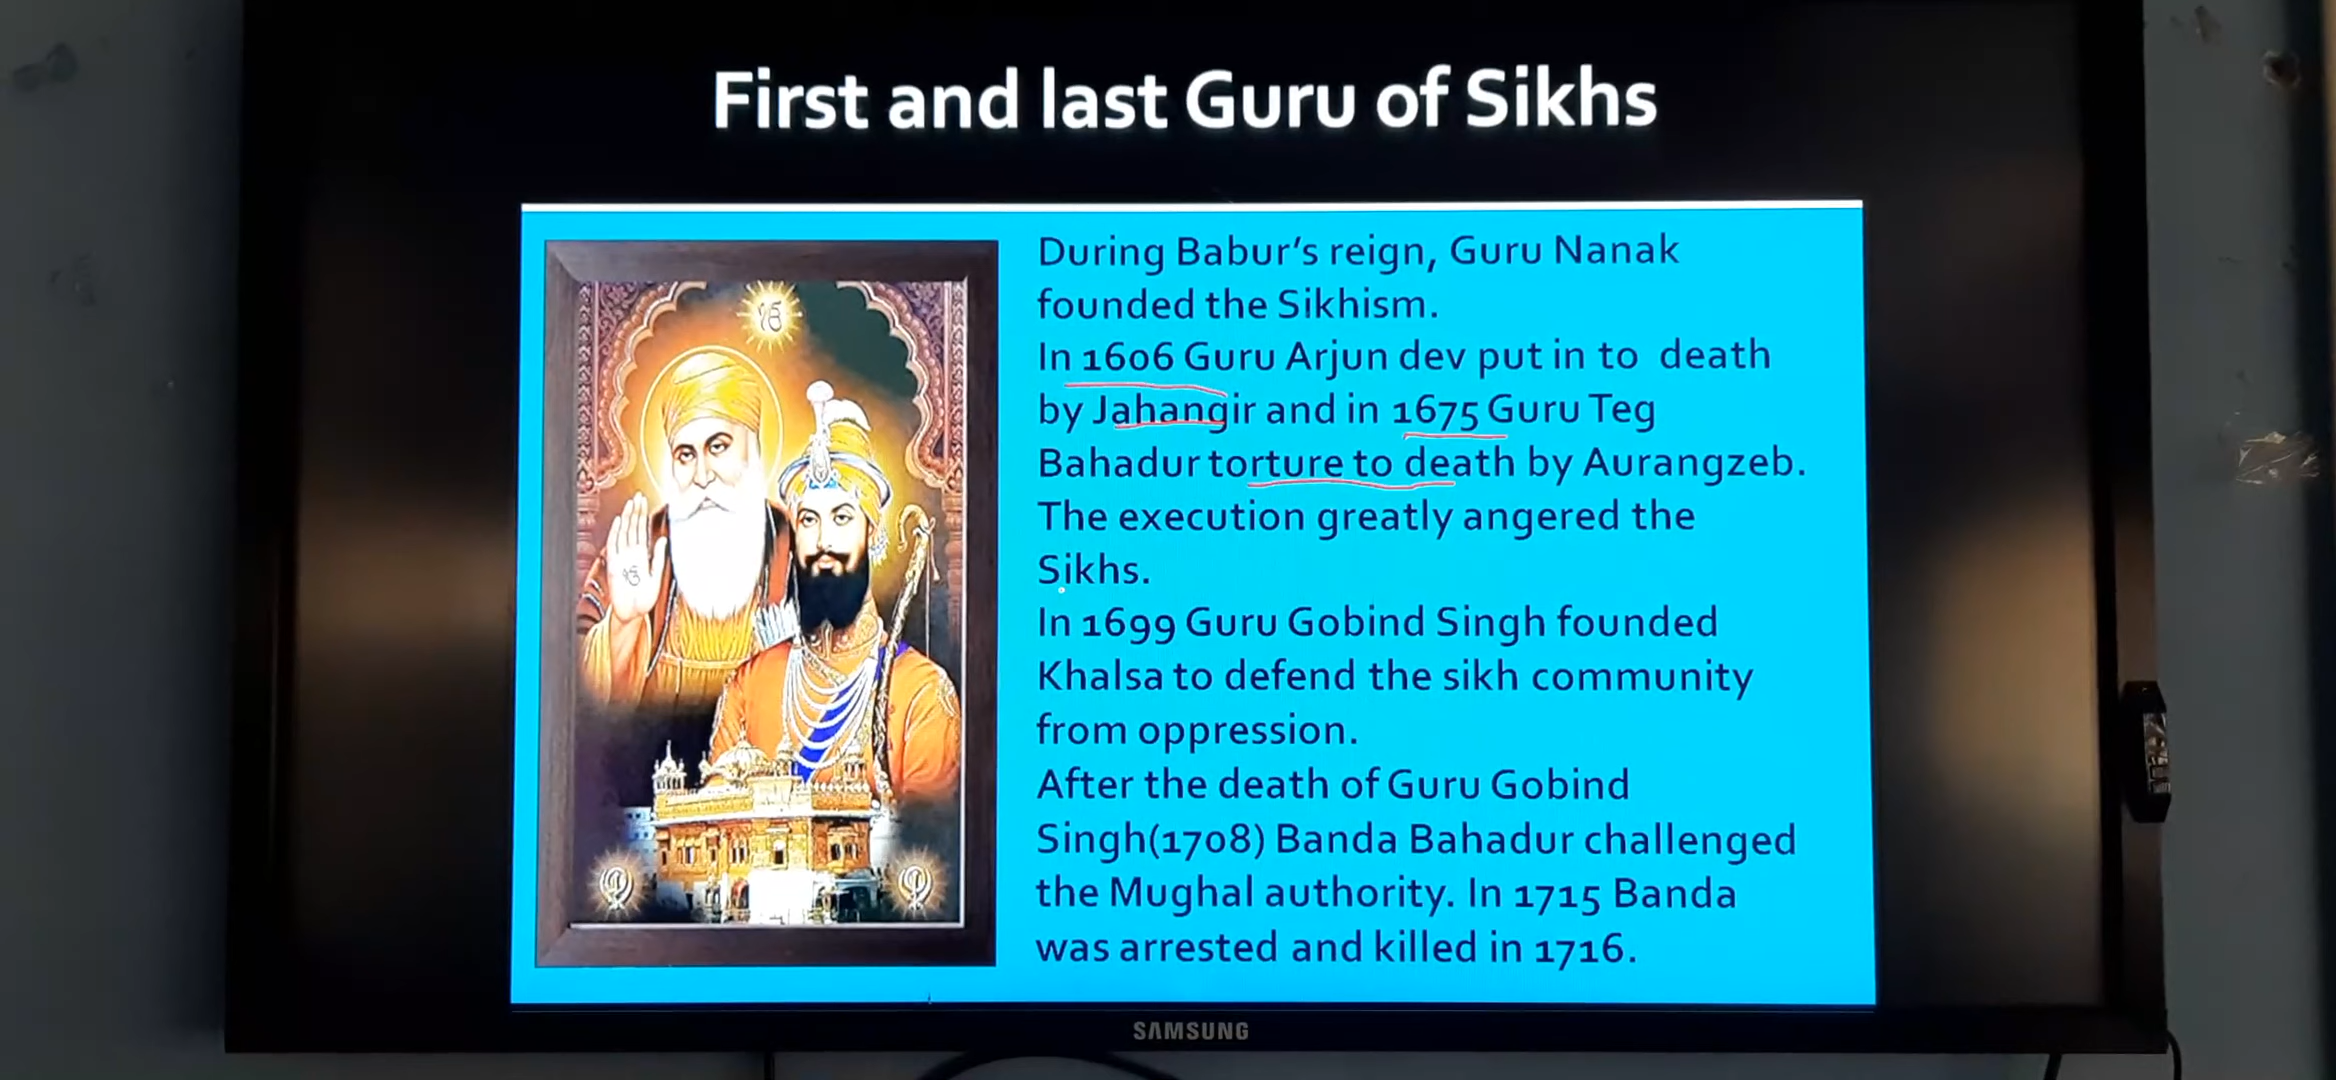 First and last Guru of Sikhs
During Babur's reign, Guru Nanak
founded the Sikhism.
In 1606 Guru Arjun dev put in to death
by Jahangir and in 1675 Guru Teg
Bahadur torture to death by Aurangzeb.
The execution greatly angered the
Sikhs.
In 1699 Guru Gobind Singh founded
Khalsa to defend the sikh community
from oppression.
After the death of Guru Gobind
Singh(1708) Banda Bahadur challenged
the Mughal authority. In 1715 Banda
was arrested and killed in 1716.
ੴ
ੴ
SAMSUNG